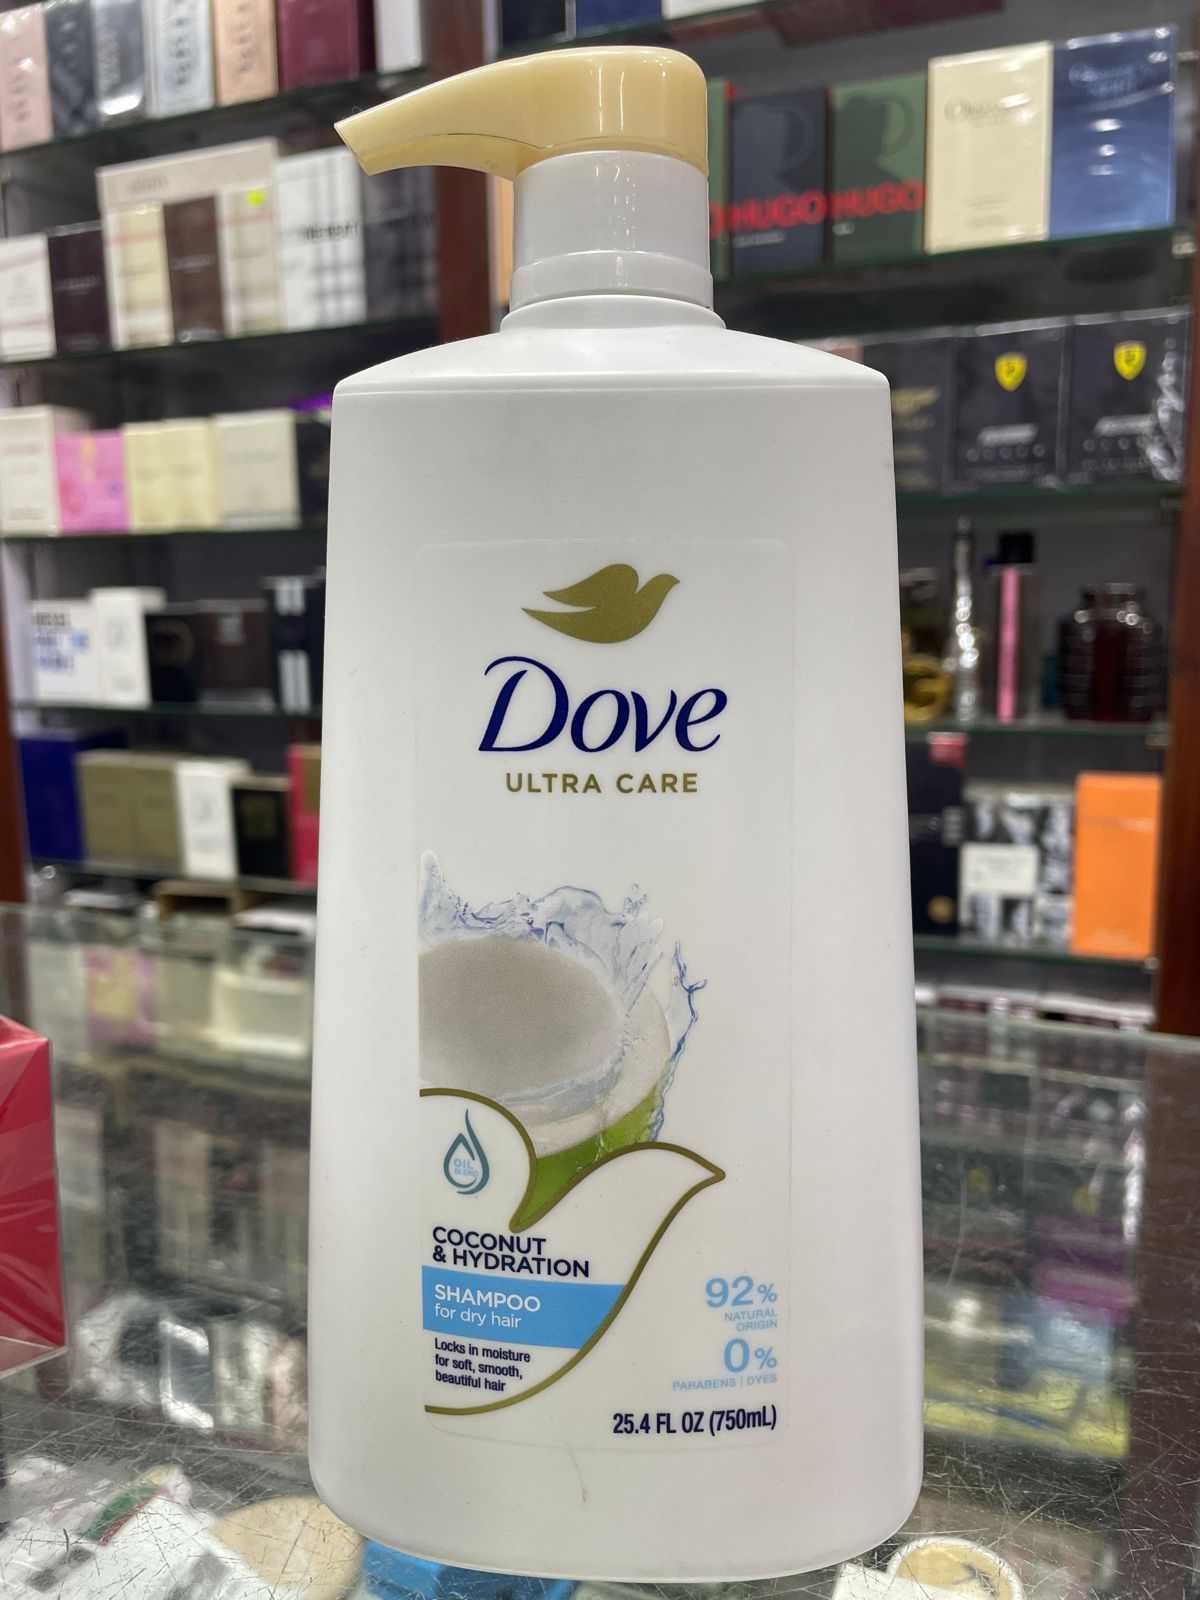 HUGO
HUGO
Dove
ULTRA CARE
OIL
BLEND
COCONUT
& HYDRATION
SHAMPOO
for dry hair
Locks in moisture
for soft, smooth,
beautiful hair
92%
NATURAL
ORIGIN
0%
PARABENS | DYES
25.4 FL OZ (750mL)